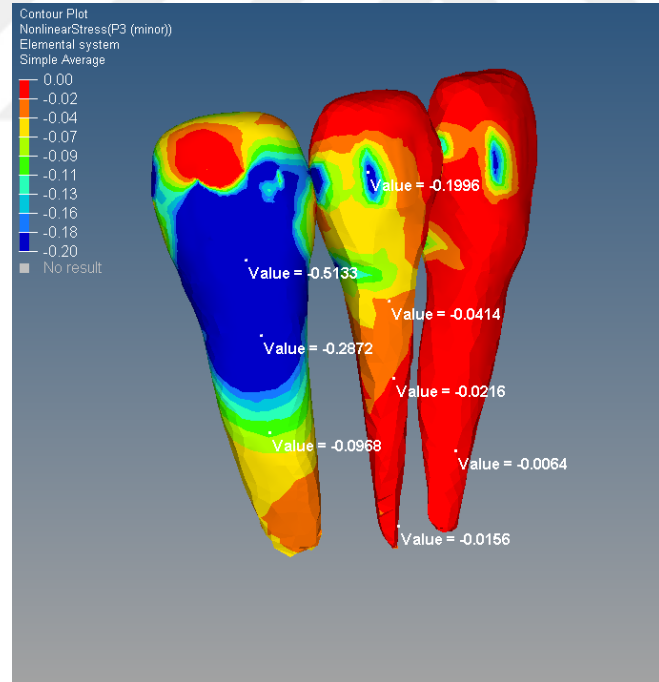 Contour Plot
NonlinearStress(P3 (minor))
Elemental system
Simple Average
0.00
-0.02
-0.04
-0.07
-0.09
-0.11
-0.13
-0.16
-0.18
-0.20
No result
Value = -0.1996
Value = -0.5133
Value = -0.0414
Value = -0.2872
Value = -0.0216
Value = -0.0968
Value = -0.0064
Value = -0.0156